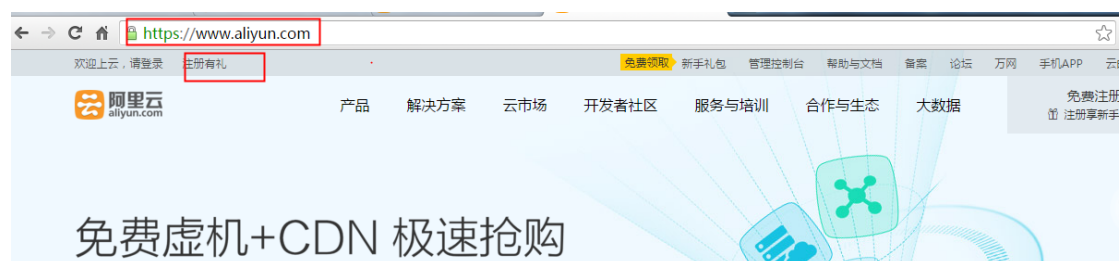 https://www.aliyun.com
欢迎上云，请登录 注册有礼 免费领取 新手礼包 管理控制台 帮助与文档 备案 论坛 万网 手机APP
阿里云
aliyun.com
产品 解决方案 云市场 开发者社区 服务与培训 合作与生态 大数据
免费注册
注册享新手
免费虚机+CDN 极速抢购